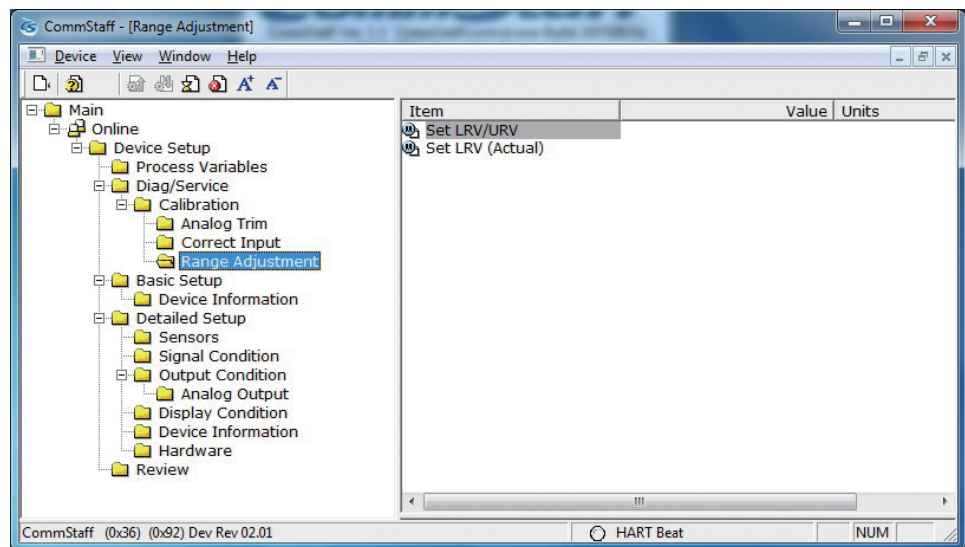 CommStaff - [Range Adjustment]
Device View Window Help
Main
Online
Device Setup
Process Variables
Diag/Service
Calibration
Analog Trim
Correct Input
Range Adjustment
Basic Setup
Device Information
Detailed Setup
Sensors
Signal Condition
Output Condition
Analog Output
Display Condition
Device Information
Hardware
Review
Item Value Units
Set LRV/URV
Set LRV (Actual)
CommStaff (0x36) (0x92) Dev Rev 02.01 HART Beat NUM